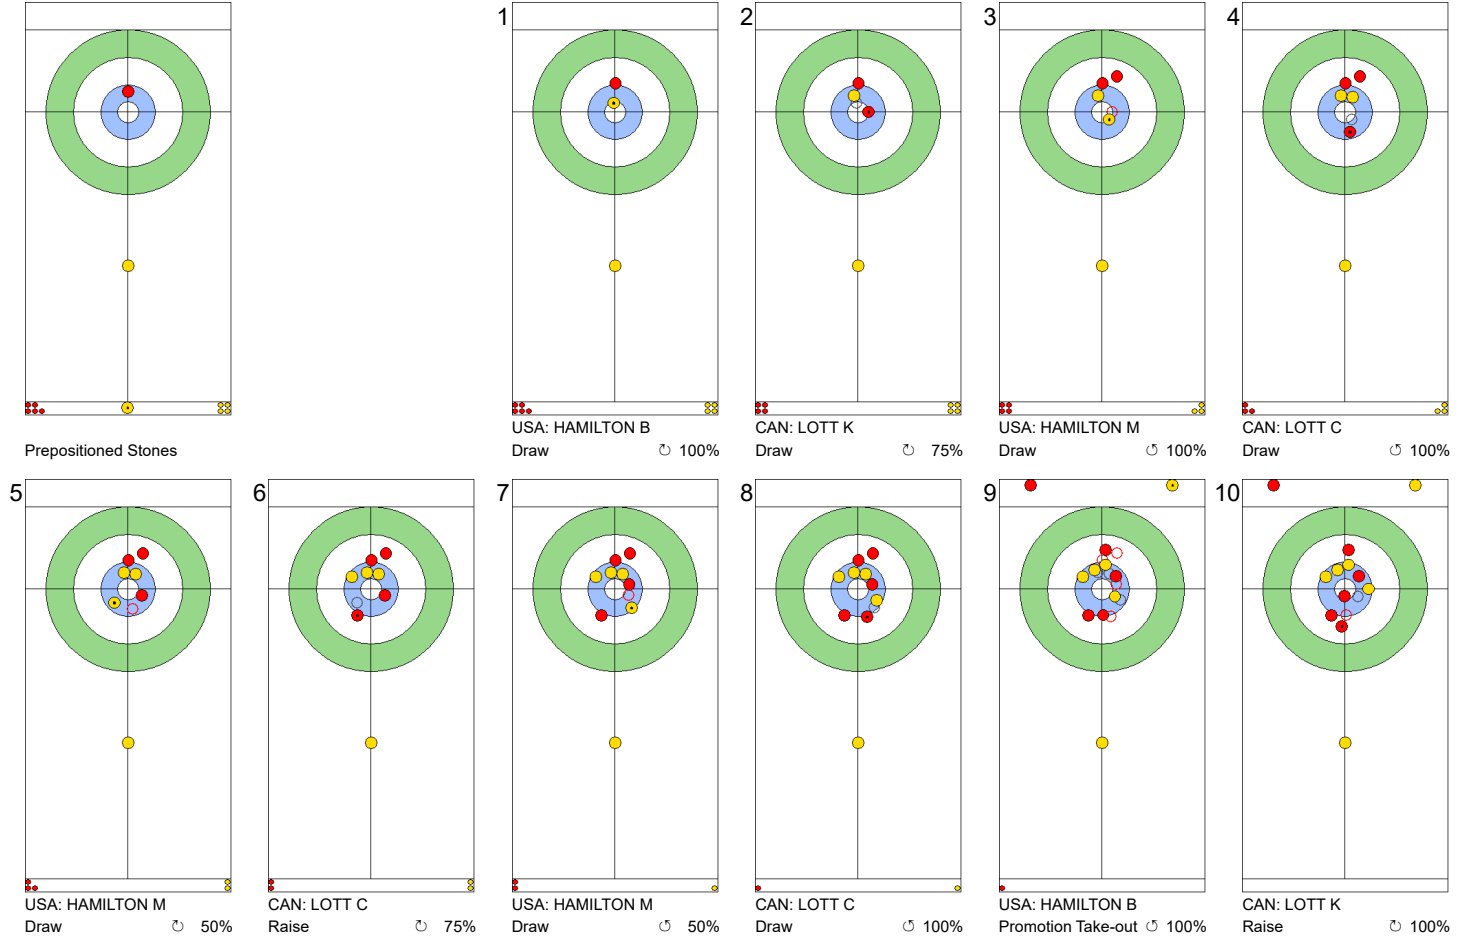 1 2 3 4
USA: HAMILTON B CAN: LOTT K USA: HAMILTON M CAN: LOTT C
Prepositioned Stones Draw 100% Draw 75% Draw 100% Draw 100%
5 6 7 8 9 10
USA: HAMILTON M CAN: LOTT C USA: HAMILTON M CAN: LOTT C USA: HAMILTON B CAN: LOTT K
Draw 50% Raise 75% Draw 50% Draw 100% Promotion Take-out 100% Raise 100%